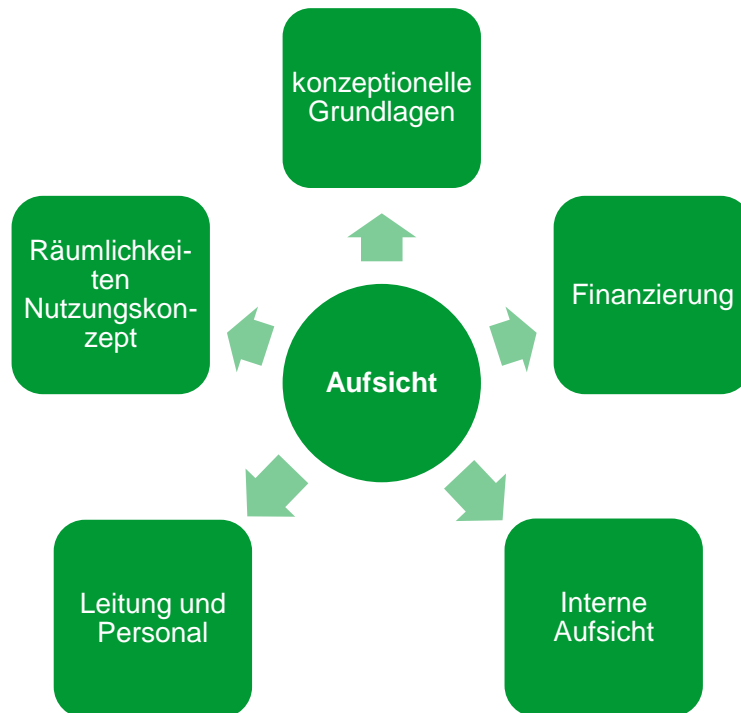 konzeptionelle
Grundlagen
Räumlichkei-
ten
Nutzungskon-
zept
Finanzierung
Aufsicht
Leitung und
Personal
Interne
Aufsicht